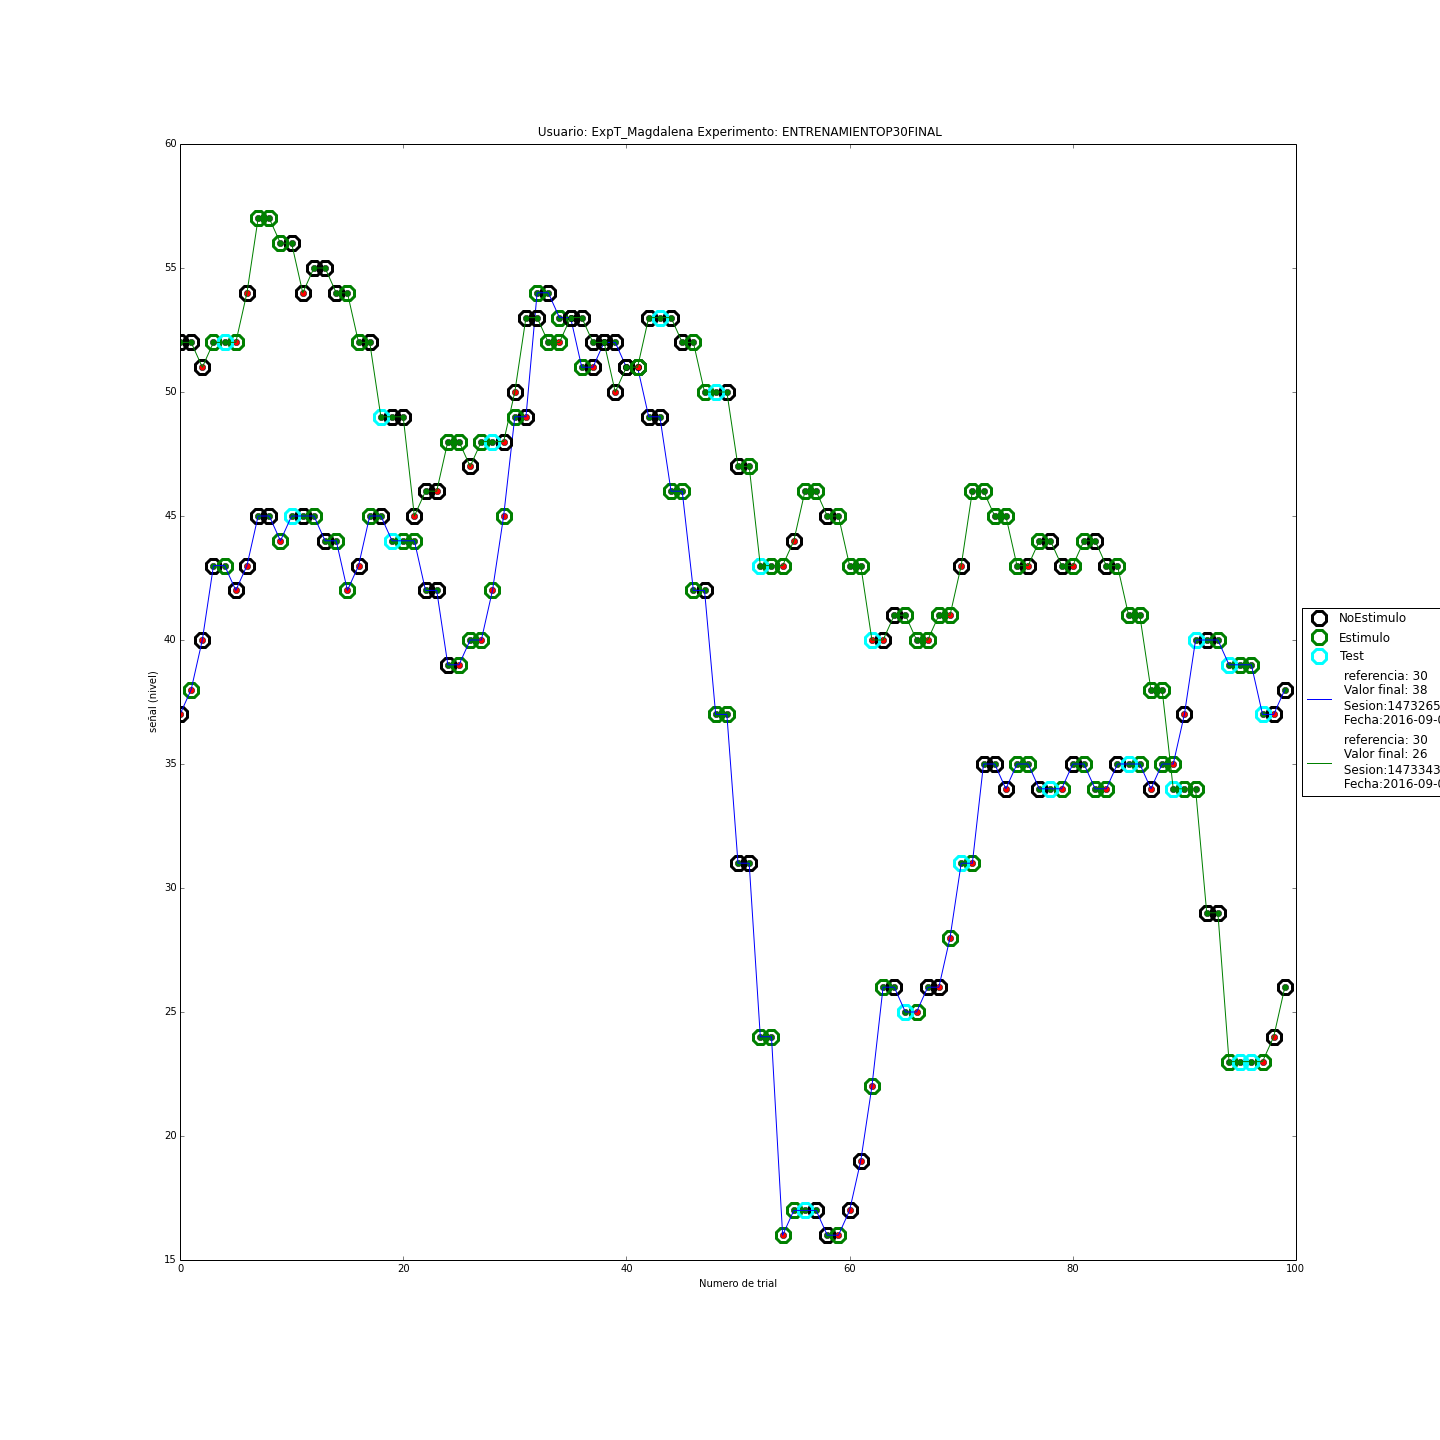 Usuario: ExpT_Magdalena Experimento: ENTRENAMIENTOP30FINAL
60
55
50
45
40
35
30
25
20
15
señal (nivel)
0 20 40 60 80 100
Numero de trial
NoEstimulo
Estimulo
Test
referencia: 30
Valor final: 38
Sesion:1473265
Fecha:2016-09-0
referencia: 30
Valor final: 26
Sesion:1473343
Fecha:2016-09-0